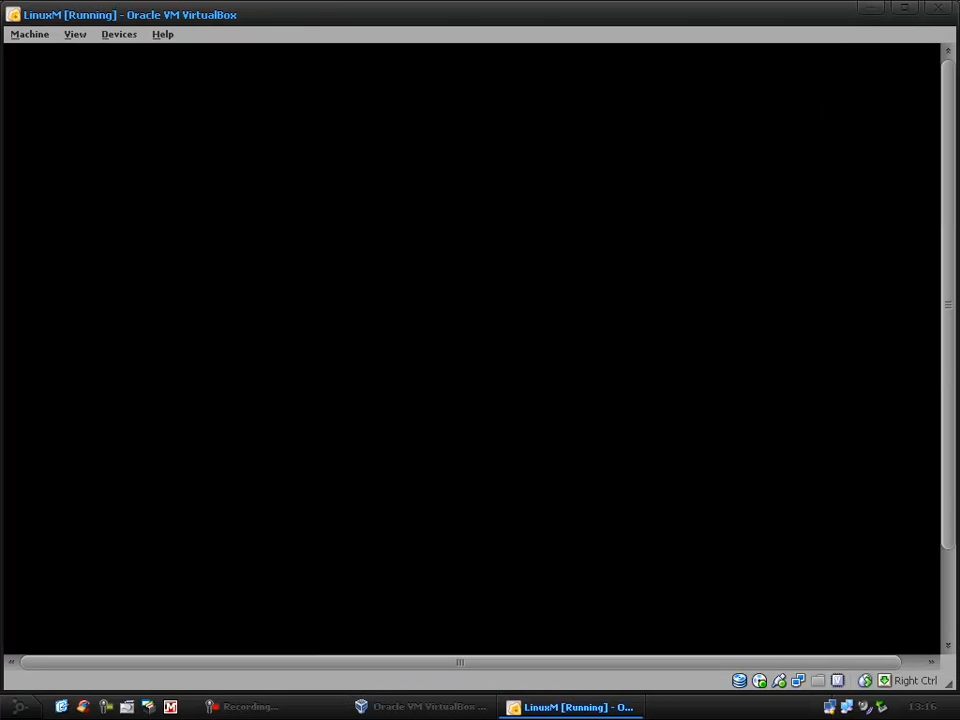 LinuxM [Running] - Oracle VM VirtualBox
Machine View Devices Help
Right Ctrl
Recording... Oracle VM VirtualBox ... LinuxM [Running] - O... 13:16